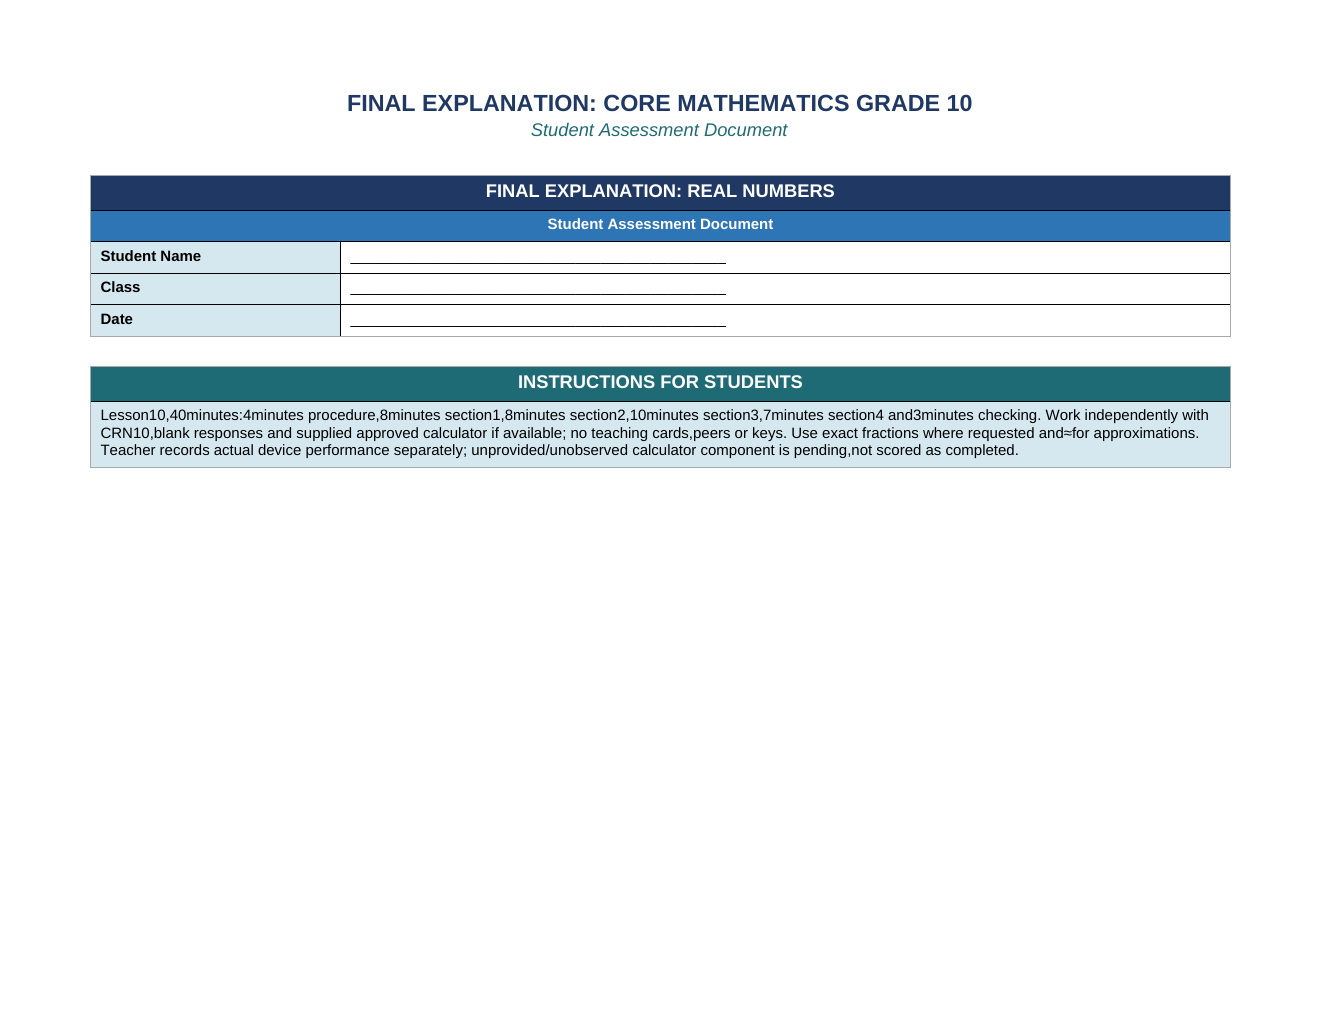 FINAL EXPLANATION: CORE MATHEMATICS GRADE 10
Student Assessment Document
FINAL EXPLANATION: REAL NUMBERS
Student Assessment Document
Student Name
Class
Date
INSTRUCTIONS FOR STUDENTS
Lesson10,40minutes:4minutes procedure,8minutes section1,8minutes section2,10minutes section3,7minutes section4 and3minutes checking. Work independently with
CRN10,blank responses and supplied approved calculator if available; no teaching cards,peers or keys. Use exact fractions where requested and≈for approximations.
Teacher records actual device performance separately; unprovided/unobserved calculator component is pending,not scored as completed.